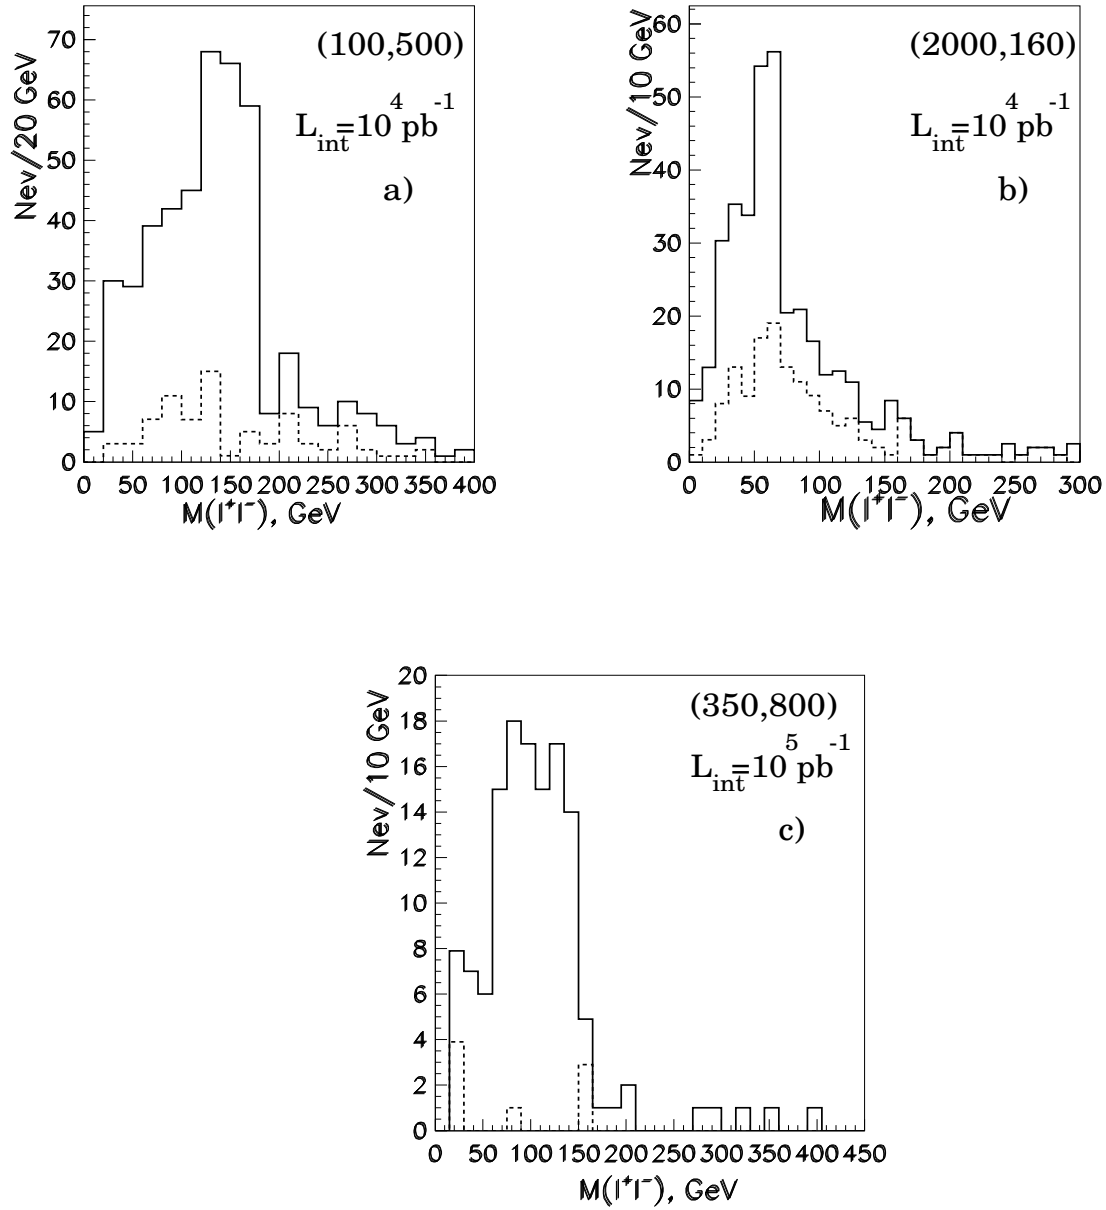 Nev/20 GeV
70
60
50
40
30
20
10
0
(100,500)
L_int=10^4 pb^-1
a)
0 50 100 150 200 250 300 350 400
M(l^+l^-), GeV
Nev/10 GeV
60
50
40
30
20
10
0
(2000,160)
L_int=10^4 pb^-1
b)
0 50 100 150 200 250 300
M(l^+l^-), GeV
Nev/10 GeV
20
18
16
14
12
10
8
6
4
2
0
(350,800)
L_int=10^5 pb^-1
c)
0 50 100 150 200 250 300 350 400 450
M(l^+l^-), GeV